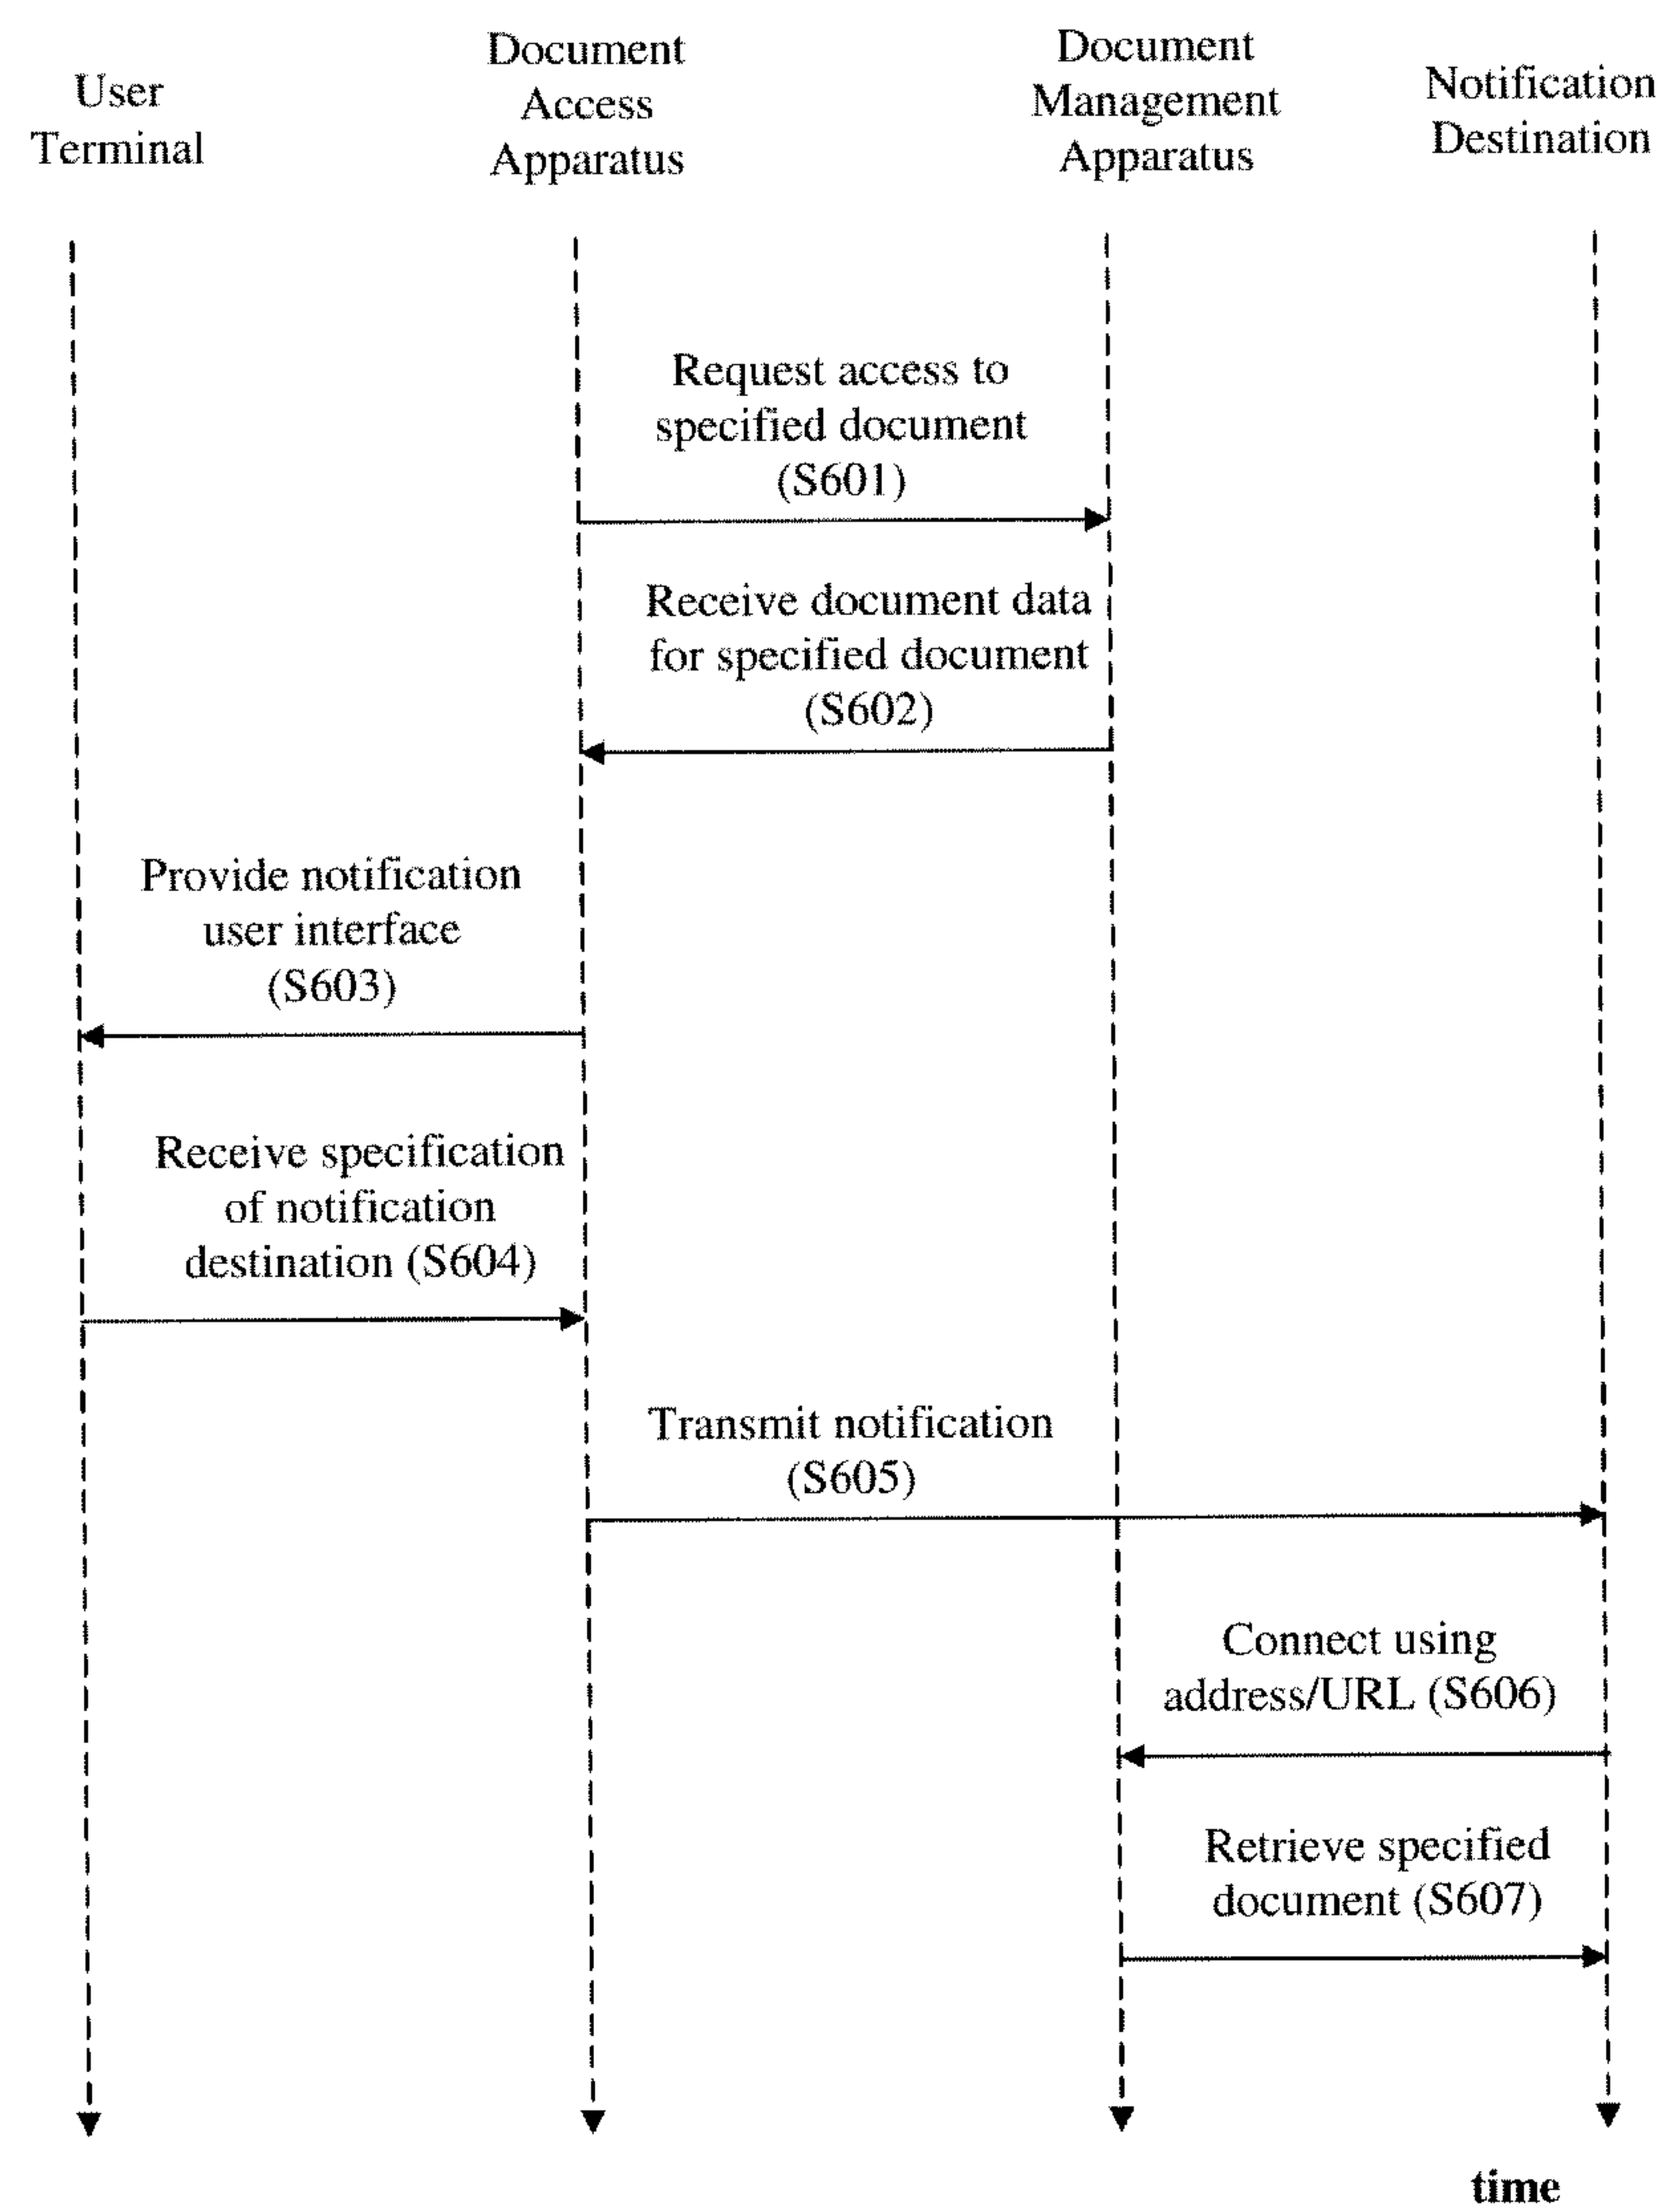 User
Terminal
Document
Access
Apparatus
Document
Management
Apparatus
Notification
Destination
Request access to
specified document
(S601)
Receive document data
for specified document
(S602)
Provide notification
user interface
(S603)
Receive specification
of notification
destination (S604)
Transmit notification
(S605)
Connect using
address/URL (S606)
Retrieve specified
document (S607)
time